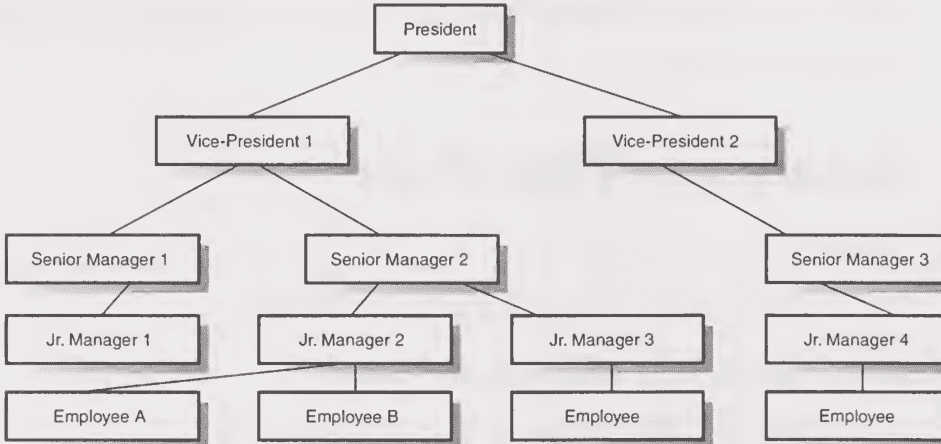 President
Vice-President 1
Vice-President 2
Senior Manager 1
Senior Manager 2
Senior Manager 3
Jr. Manager 1
Jr. Manager 2
Jr. Manager 3
Jr. Manager 4
Employee A
Employee B
Employee
Employee